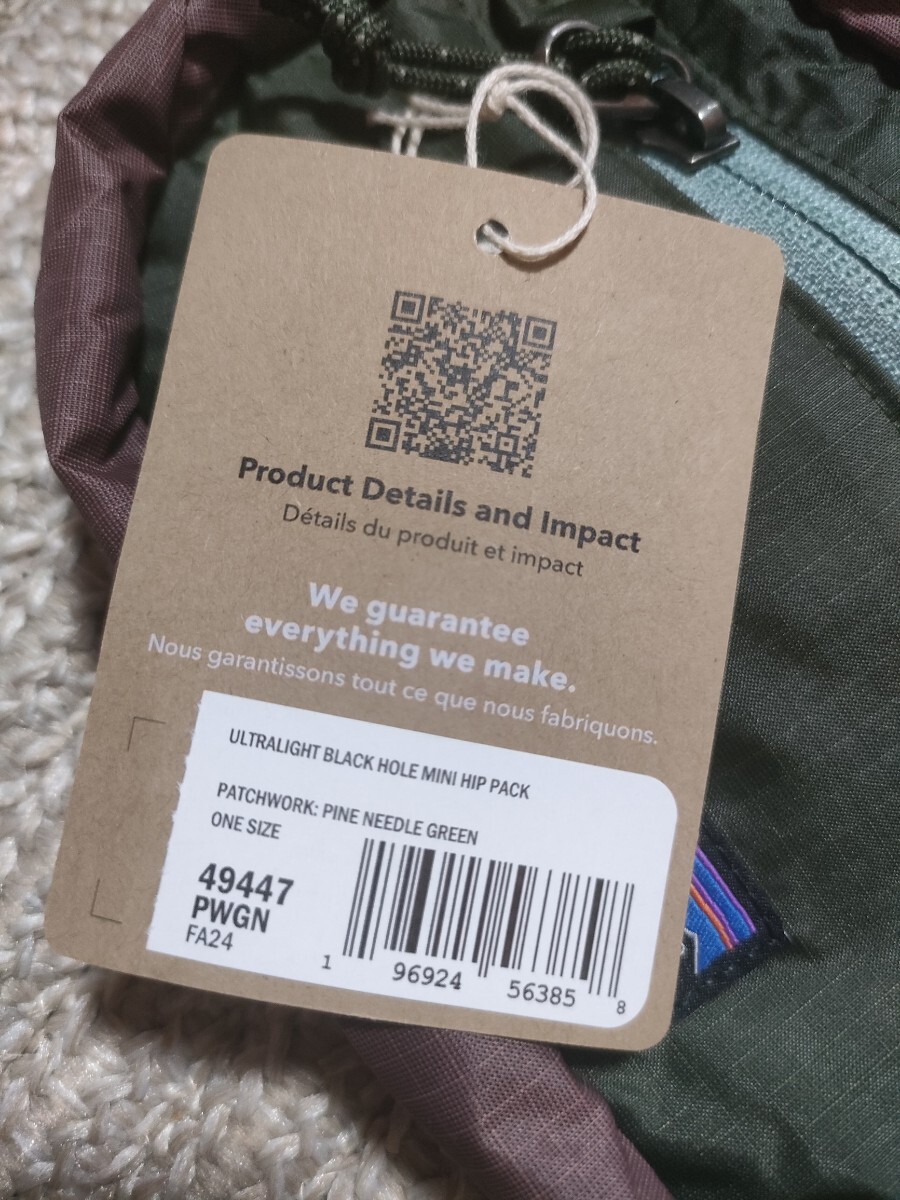 Product Details and Impact
Détails du produit et impact
We guarantee
everything we make.
Nous garantissons tout ce que nous fabriquons.
ULTRALIGHT BLACK HOLE MINI HIP PACK
PATCHWORK: PINE NEEDLE GREEN
ONE SIZE
49447
PWGN
FA24
1 96924 56385 8